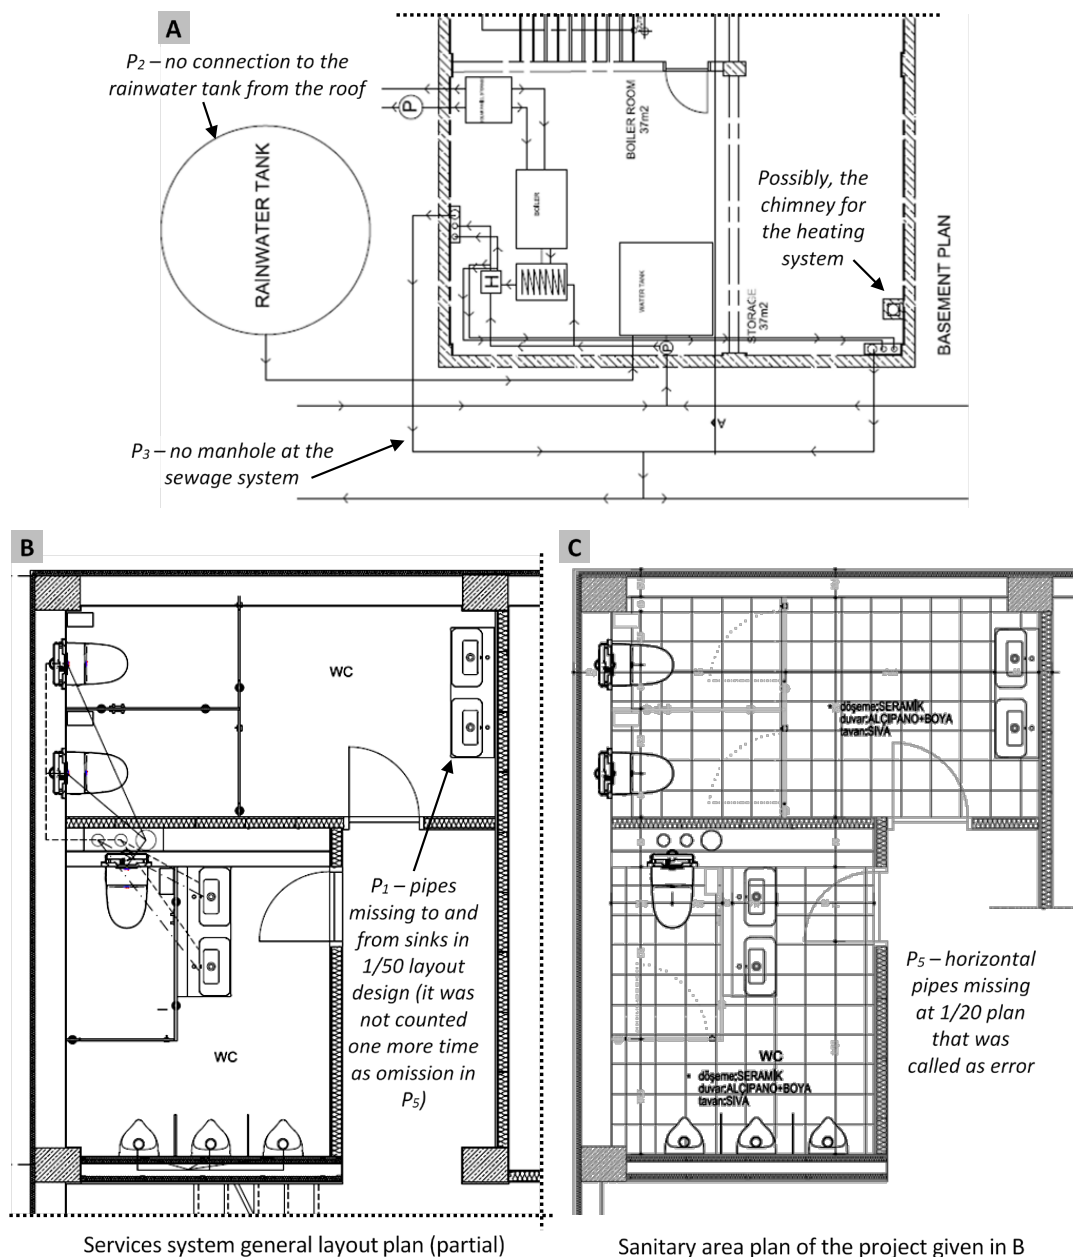 A
P2 – no connection to the
rainwater tank from the roof
P
RAINWATER TANK
BOILER ROOM
37m2
BOILER
H
WATER TANK
STORAGE
37m2
P
Possibly, the
chimney for
the heating
system
BASEMENT PLAN
A
P3 – no manhole at the
sewage system
B
WC
P1 – pipes
missing to and
from sinks in
1/50 layout
design (it was
not counted
one more time
as omission in
P5)
WC
Services system general layout plan (partial)
C
* döşeme:SERAMİK
duvar:ALÇIPANO+BOYA
tavan:SIVA
P5 – horizontal
pipes missing
at 1/20 plan
that was
called as error
WC
* döşeme:SERAMİK
duvar:ALÇIPANO+BOYA
tavan:SIVA
Sanitary area plan of the project given in B